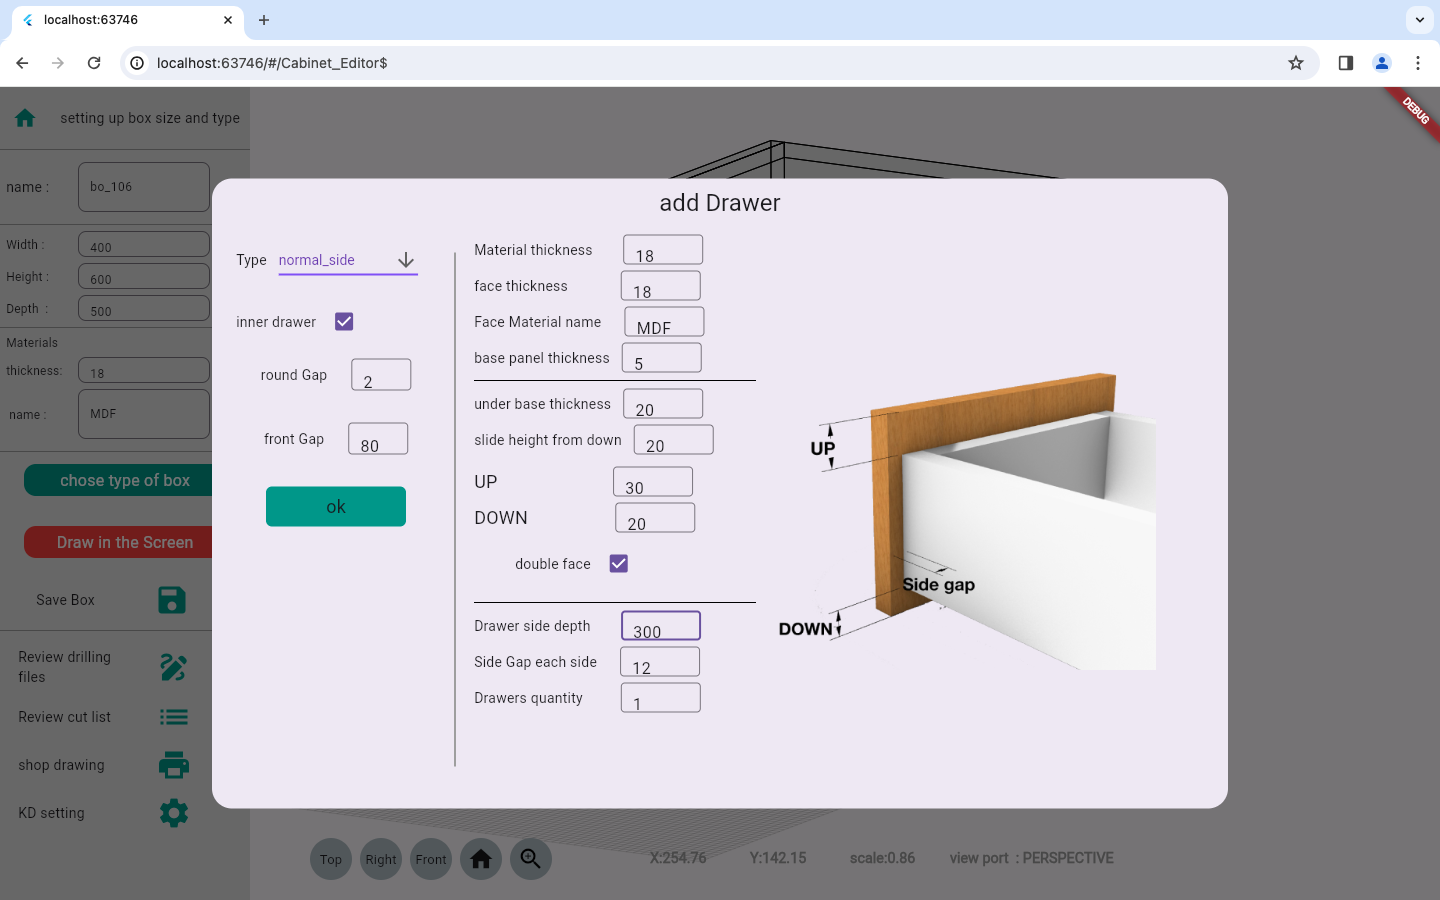 localhost:63746
localhost:63746/#/Cabinet_Editor$
DEBUG
setting up box size and type
name :
bo_106
Width :
400
Height :
600
Depth :
500
Materials
thickness:
18
name :
MDF
chose type of box
Draw in the Screen
Save Box
Review drilling
files
Review cut list
shop drawing
KD setting
add Drawer
Type
normal_side
inner drawer
round Gap
2
front Gap
80
ok
Material thickness
18
face thickness
18
Face Material name
MDF
base panel thickness
5
under base thickness
20
slide height from down
20
UP
30
DOWN
20
double face
Drawer side depth
300
Side Gap each side
12
Drawers quantity
1
UP
Side gap
DOWN
Top
Right
Front
X:254.76
Y:142.15
scale:0.86
view port : PERSPECTIVE